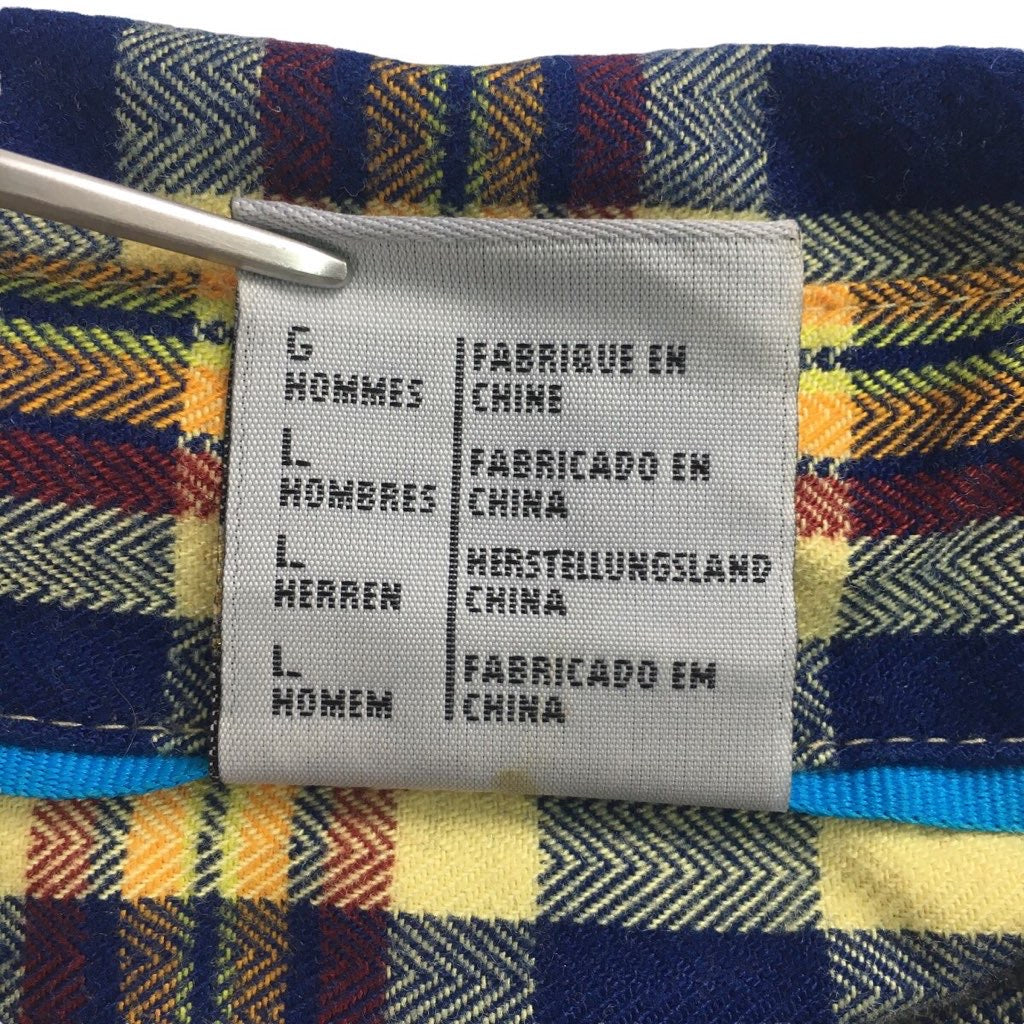 G
HOMMES
FABRIQUE EN
CHINE
L
HOMBRES
FABRICADO EN
CHINA
L
HERREN
HERSTELLUNGSLAND
CHINA
L
HOMEM
FABRICADO EM
CHINA